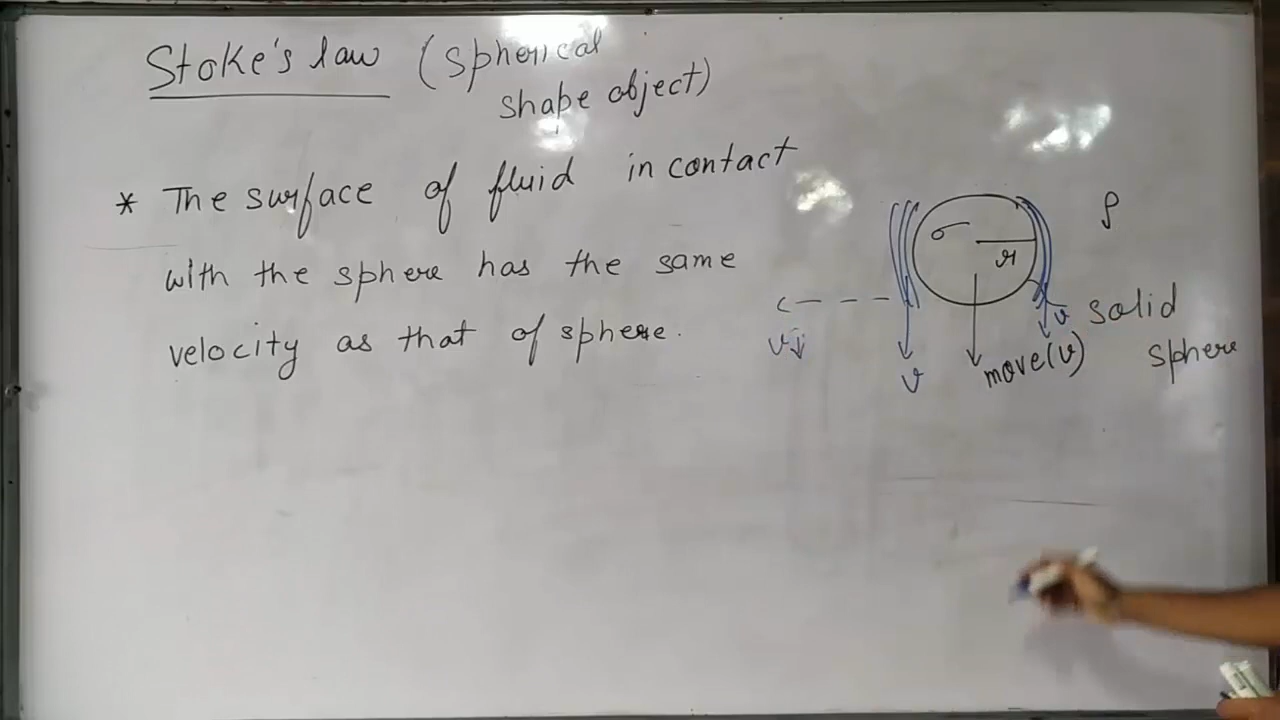 Stoke's law (spherical
shape object)
* The surface of fluid in contact
with the sphere has the same
velocity as that of sphere.
ρ
σ
r
v solid
sphere
v↓
v
move(v)